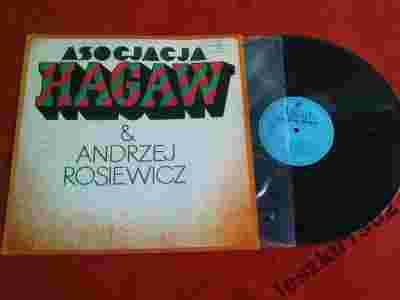 ASOCJACJA
HAGAW
&
ANDRZEJ
ROSIEWICZ